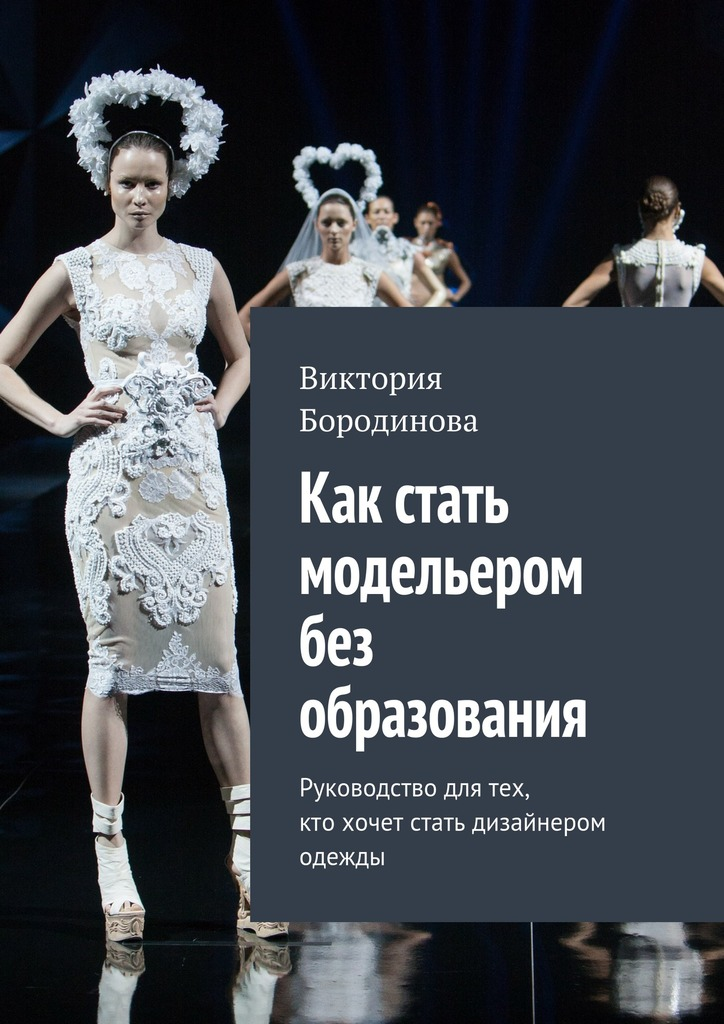 Виктория
Бородинова
Как стать
модельером
без
образования
Руководство для тех,
кто хочет стать дизайнером
одежды